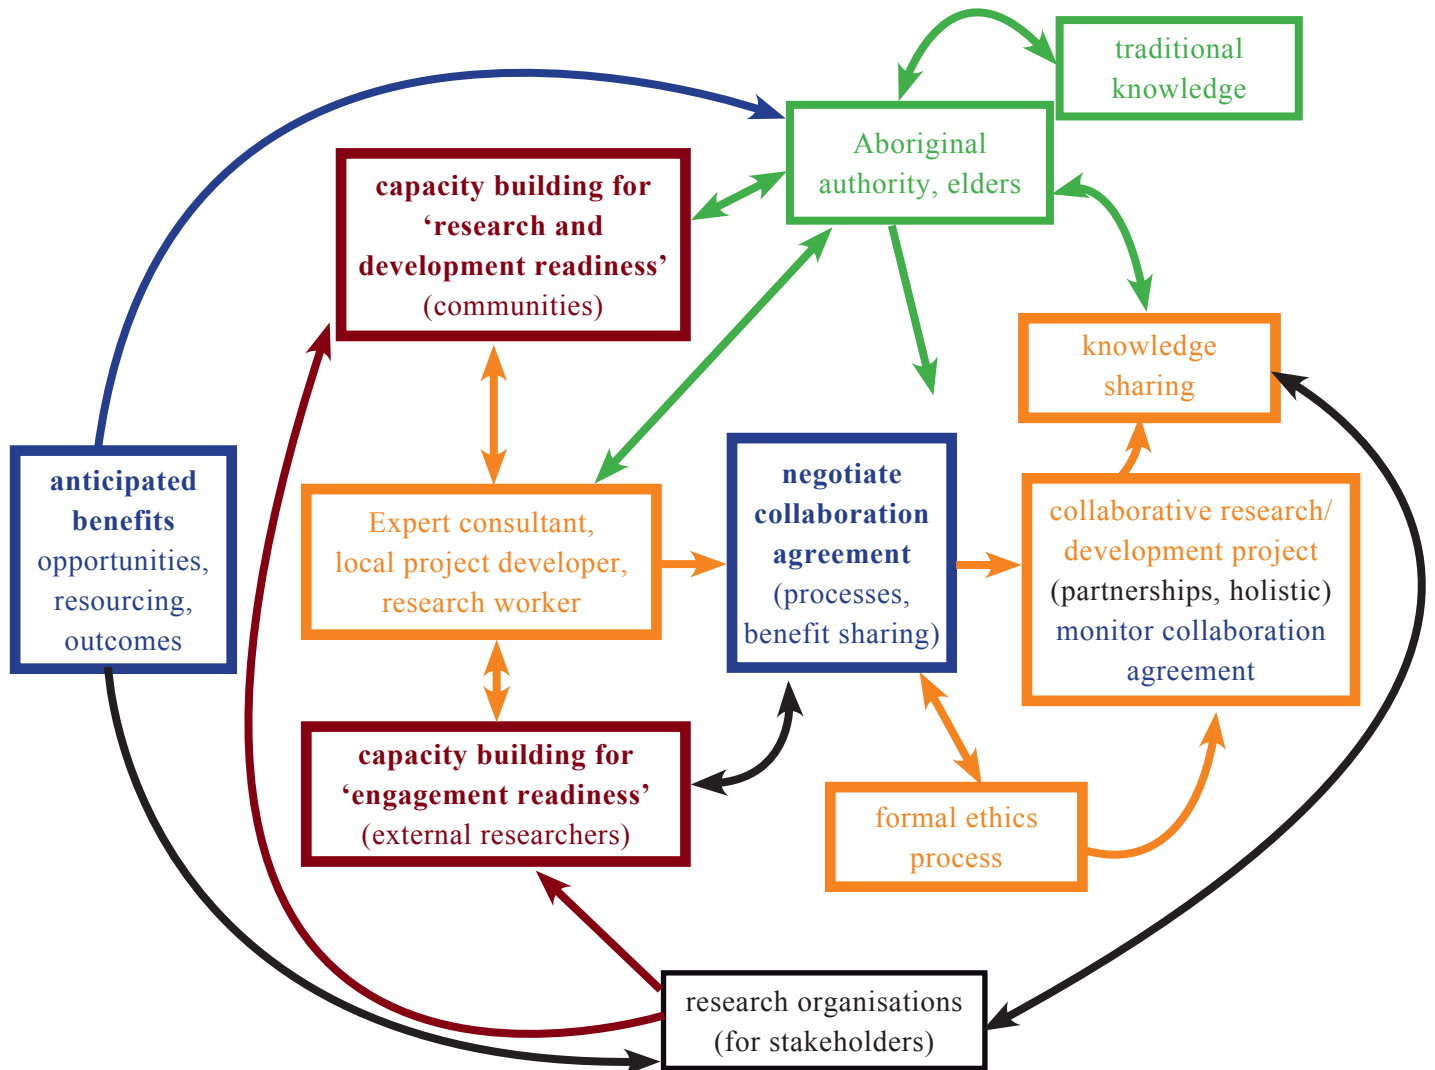 traditional
knowledge
Aboriginal
authority, elders
capacity building for
‘research and
development readiness’
(communities)
knowledge
sharing
anticipated
benefits
opportunities,
resourcing,
outcomes
Expert consultant,
local project developer,
research worker
negotiate
collaboration
agreement
(processes,
benefit sharing)
collaborative research/
development project
(partnerships, holistic)
monitor collaboration
agreement
capacity building for
‘engagement readiness’
(external researchers)
formal ethics
process
research organisations
(for stakeholders)